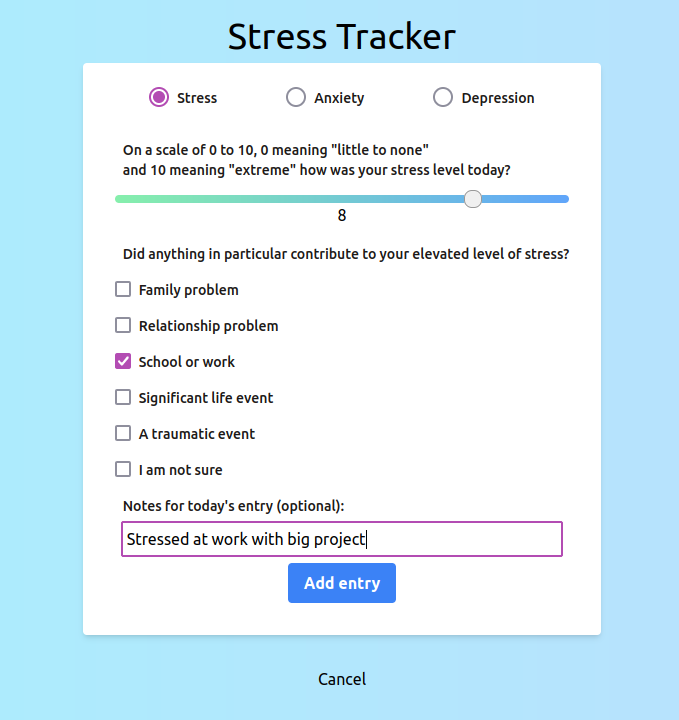 Stress Tracker
Stress Anxiety Depression
On a scale of 0 to 10, 0 meaning "little to none"
and 10 meaning "extreme" how was your stress level today?
8
Did anything in particular contribute to your elevated level of stress?
Family problem
Relationship problem
School or work
Significant life event
A traumatic event
I am not sure
Notes for today's entry (optional):
Stressed at work with big project
Add entry
Cancel